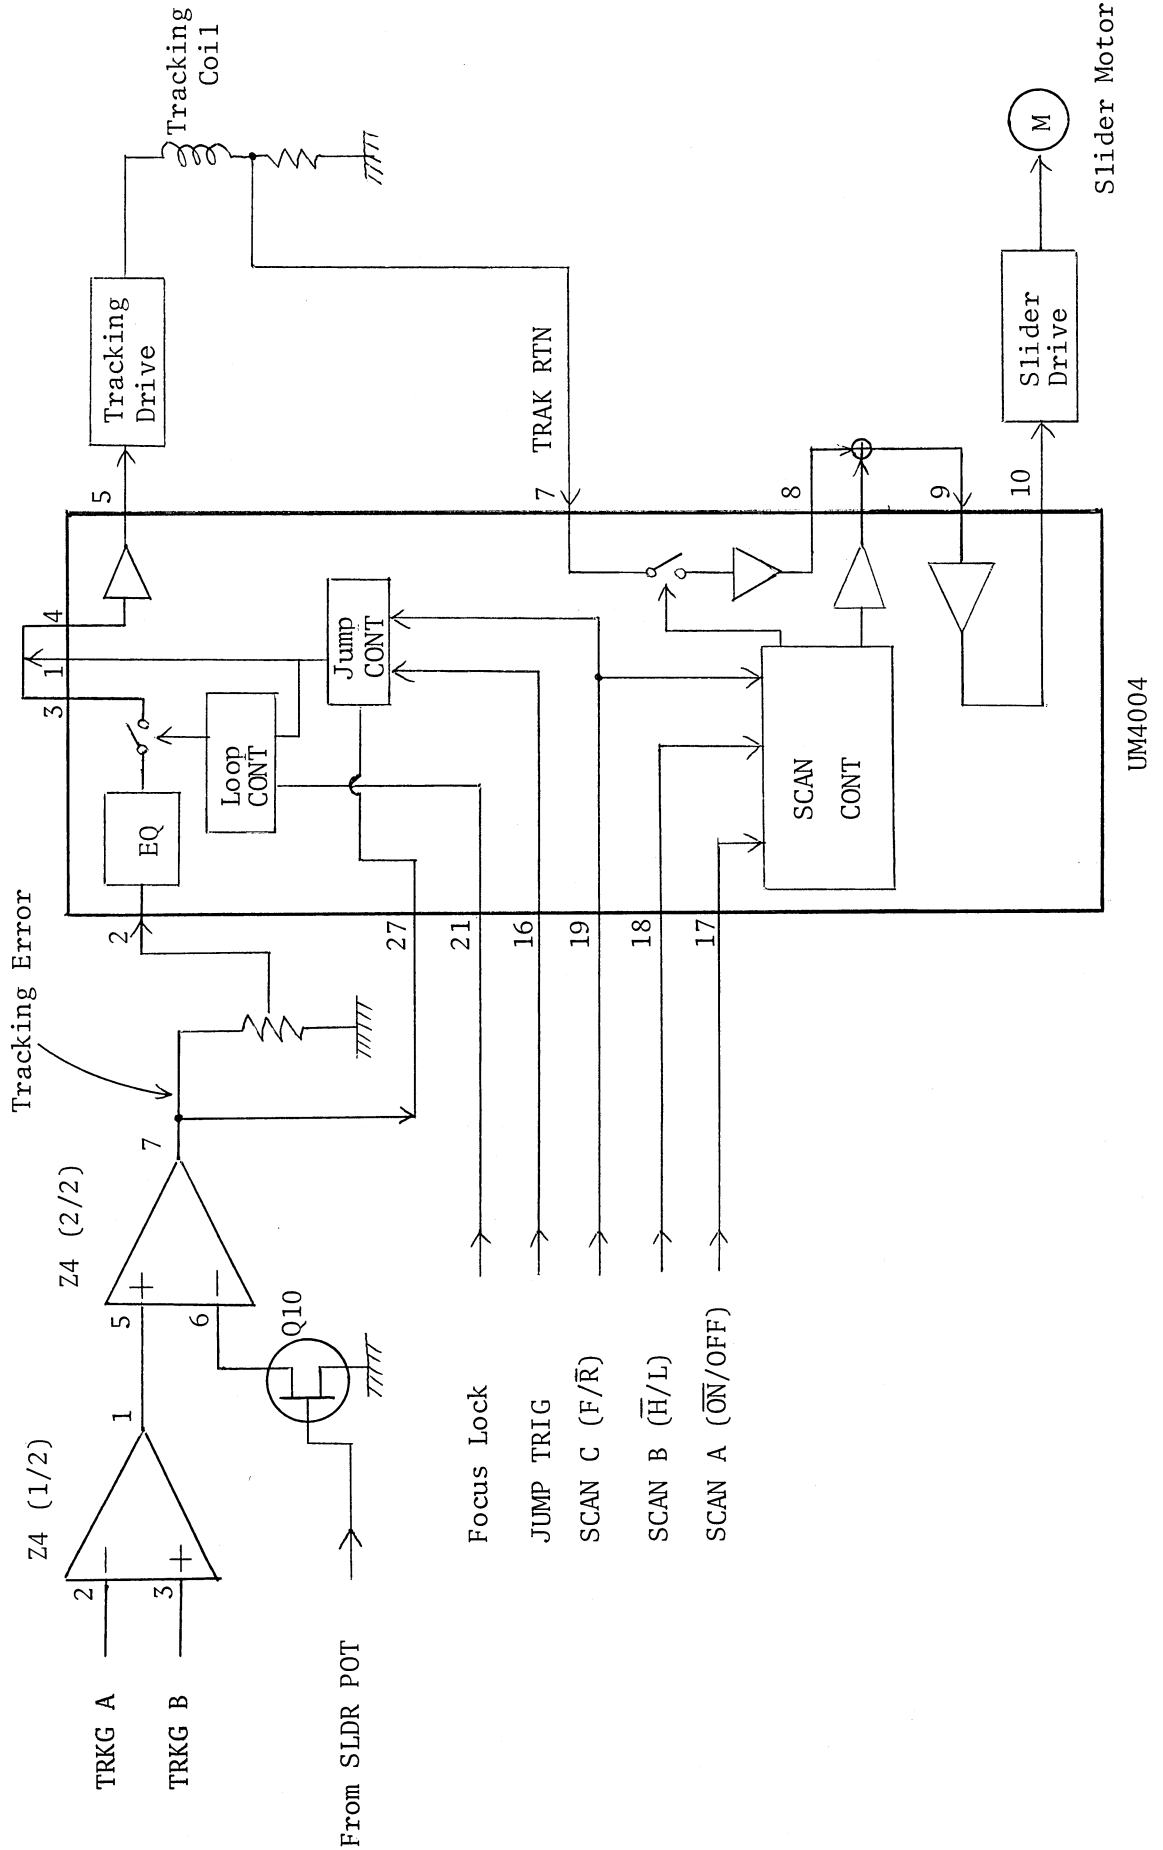 Z4 (1/2)
TRKG A
2
−
TRKG B
3
+
1
Z4 (2/2)
5
+
6
−
7
Q10
From SLDR POT
Tracking Error
2
EQ
3
1
4
5
Loop
CONT
Jump
CONT
Tracking
Drive
Tracking
Coil
27
Focus Lock
21
JUMP TRIG
16
SCAN C (F/R̅)
19
SCAN B (H̅/L)
18
SCAN A (O̅N̅/OFF)
17
SCAN
CONT
TRAK RTN
7
8
9
10
Slider
Drive
M
Slider Motor
UM4004